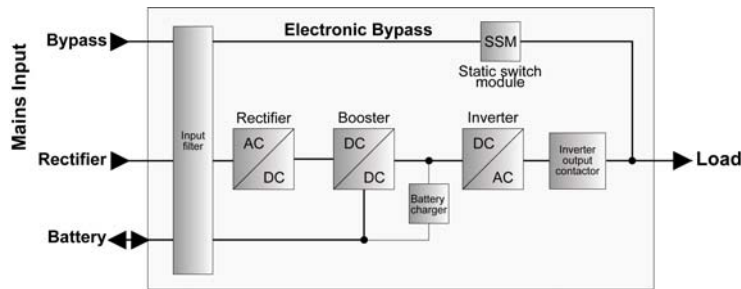 Mains Input
Bypass
Electronic Bypass
SSM
Static switch
module
Rectifier
Input
filter
Rectifier
AC
DC
Booster
DC
DC
Battery
charger
Inverter
DC
AC
Inverter
output
contactor
Load
Battery